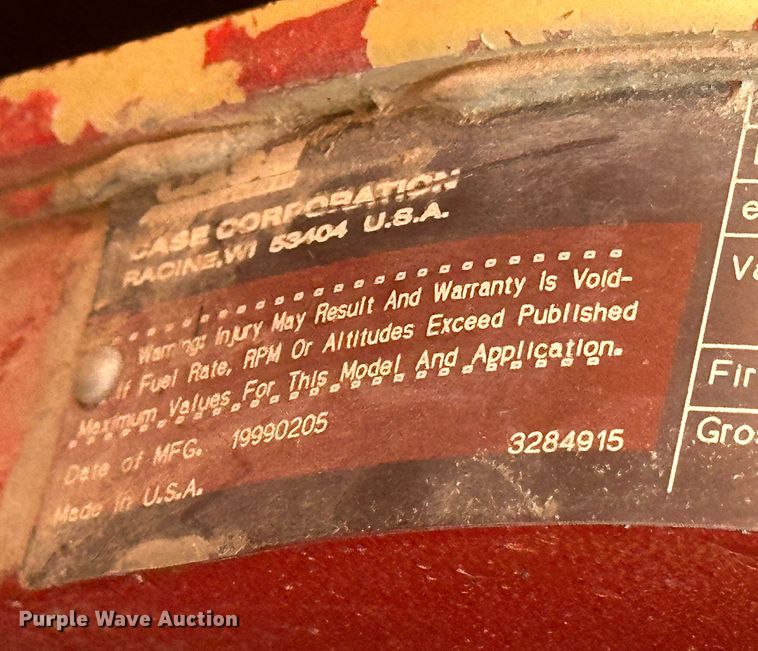 CASE CORPORATION
RACINE, WI 53404 U.S.A.
Warning: Injury May Result And Warranty Is Void-
If Fuel Rate, RPM Or Altitudes Exceed Published
Maximum Values For This Model And Application.
Date of MFG. 19990205
3284915
Made in U.S.A.
e
Va
Fir
Gro
Purple Wave Auction